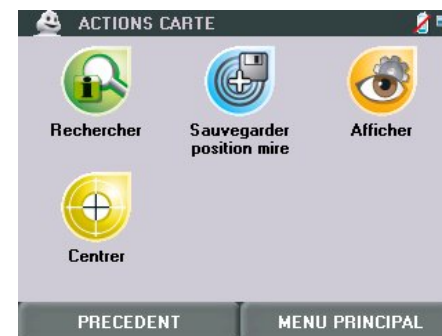 ACTIONS CARTE
Rechercher
Sauvegarder
position mire
Afficher
Centrer
PRECEDENT
MENU PRINCIPAL